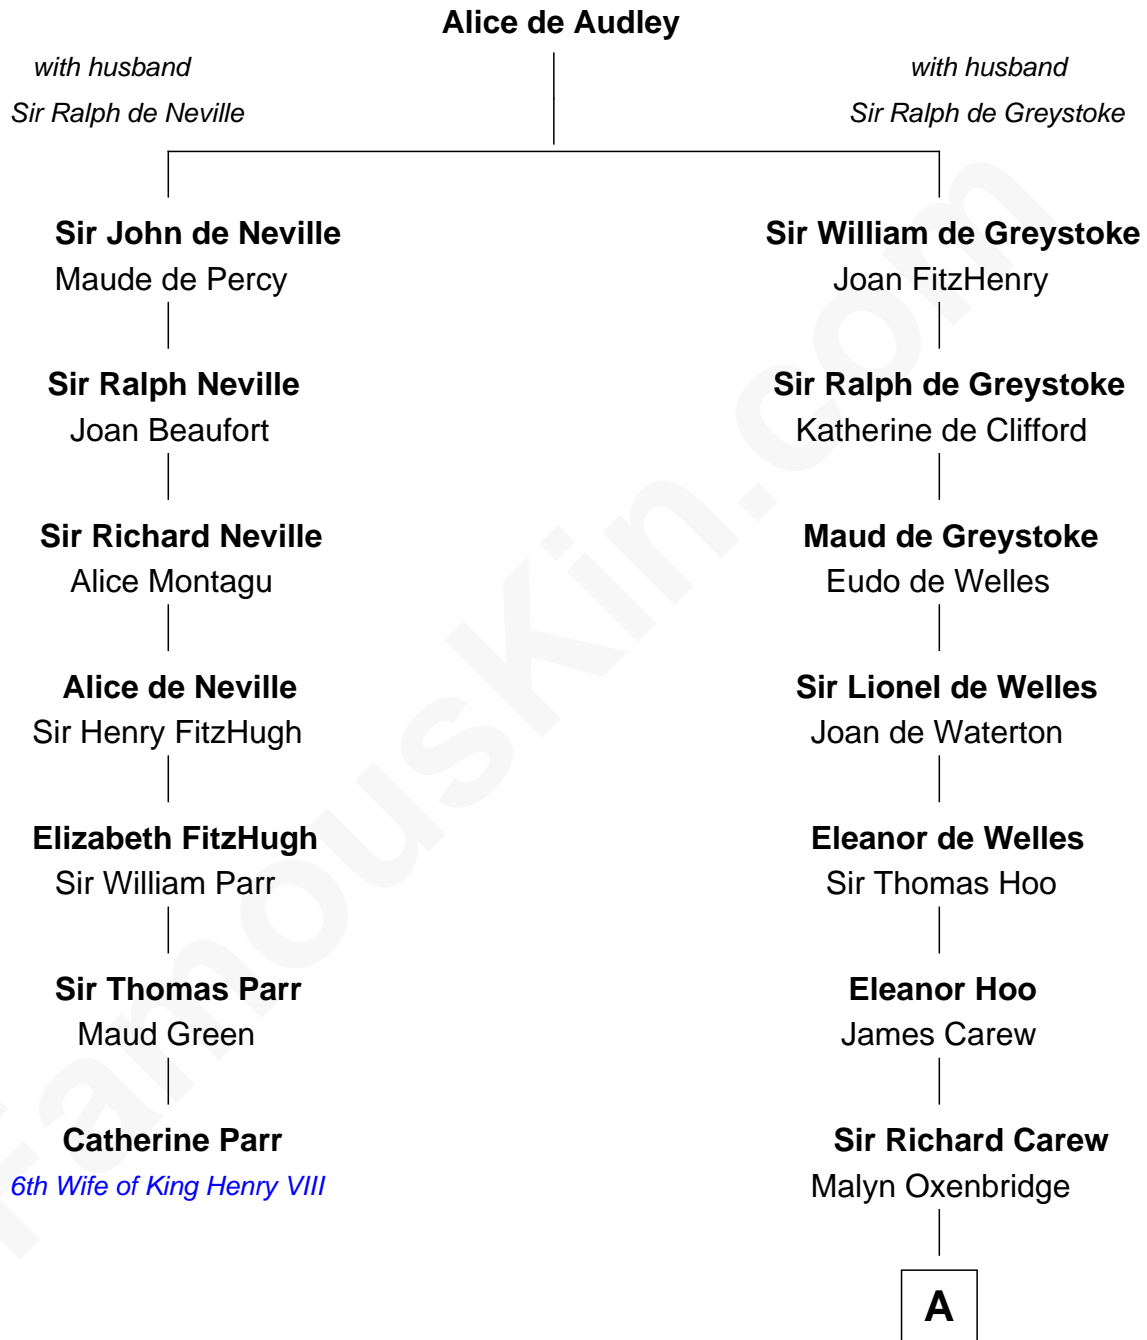 Alice de Audley
with husband
Sir Ralph de Neville
with husband
Sir Ralph de Greystoke
Sir John de Neville
Maude de Percy
Sir William de Greystoke
Joan FitzHenry
Sir Ralph Neville
Joan Beaufort
Sir Ralph de Greystoke
Katherine de Clifford
Sir Richard Neville
Alice Montagu
Maud de Greystoke
Eudo de Welles
Alice de Neville
Sir Henry FitzHugh
Sir Lionel de Welles
Joan de Waterton
Elizabeth FitzHugh
Sir William Parr
Eleanor de Welles
Sir Thomas Hoo
Sir Thomas Parr
Maud Green
Eleanor Hoo
James Carew
Catherine Parr
6th Wife of King Henry VIII
Sir Richard Carew
Malyn Oxenbridge
A
FamousKin.com